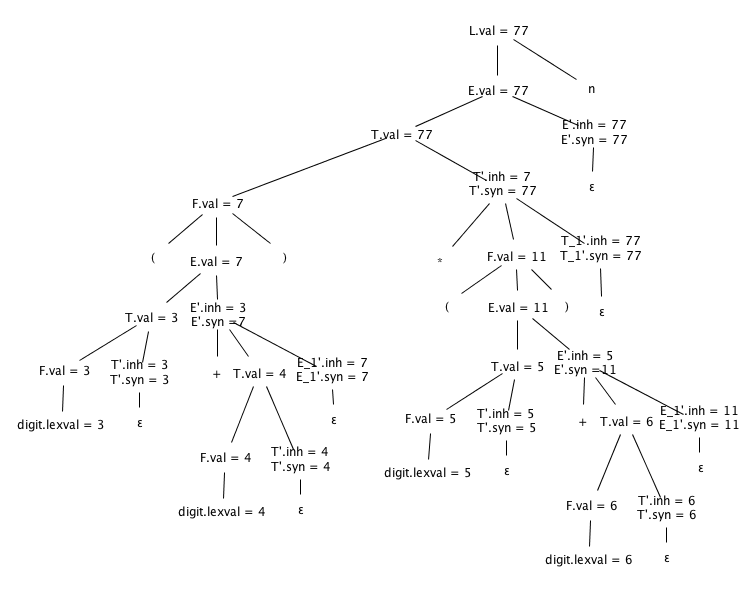 L.val = 77
E.val = 77
n
T.val = 77
E'.inh = 77
E'.syn = 77
ε
F.val = 7
T'.inh = 7
T'.syn = 77
(
E.val = 7
)
*
F.val = 11
T_1'.inh = 77
T_1'.syn = 77
ε
T.val = 3
E'.inh = 3
E'.syn =7
(
E.val = 11
)
F.val = 3
T'.inh = 3
T'.syn = 3
+
T.val = 4
E_1'.inh = 7
E_1'.syn = 7
T.val = 5
E'.inh = 5
E'.syn =11
digit.lexval = 3
ε
ε
F.val = 5
T'.inh = 5
T'.syn = 5
+
T.val = 6
E_1'.inh = 11
E_1'.syn = 11
F.val = 4
T'.inh = 4
T'.syn = 4
digit.lexval = 5
ε
ε
digit.lexval = 4
ε
F.val = 6
T'.inh = 6
T'.syn = 6
digit.lexval = 6
ε